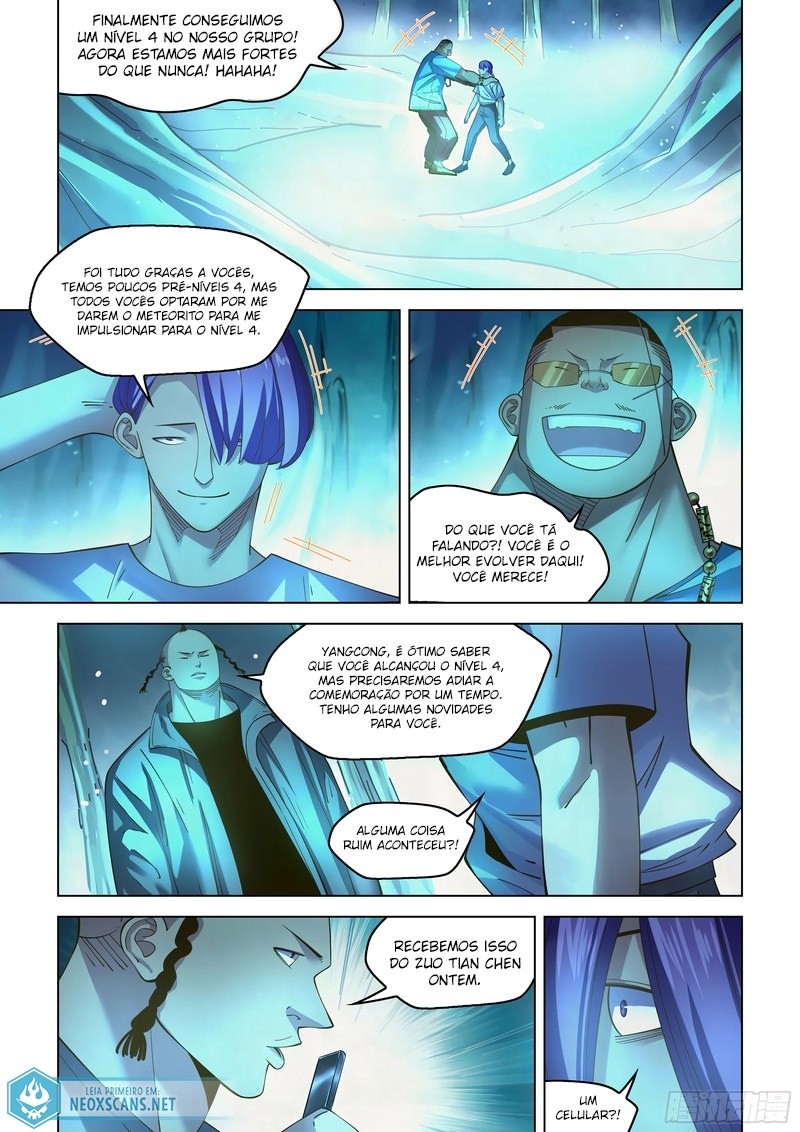 FINALMENTE CONSEGUIMOS
UM NÍVEL 4 NO NOSSO GRUPO!
AGORA ESTAMOS MAIS FORTES
DO QUE NUNCA! HAHAHA!
FOI TUDO GRAÇAS A VOCÊS,
TEMOS POUCOS PRÉ-NÍVEIS 4, MAS
TODOS VOCÊS OPTARAM POR ME
DAREM O METEORITO PARA ME
IMPULSIONAR PARA O NÍVEL 4.
DO QUE VOCÊ TÁ
FALANDO?! VOCÊ É O
MELHOR EVOLVER DAQUI!
VOCÊ MERECE!
YANGCONG, É ÓTIMO SABER
QUE VOCÊ ALCANÇOU O NÍVEL 4,
MAS PRECISAREMOS ADIAR A
COMEMORAÇÃO POR UM TEMPO.
TENHO ALGUMAS NOVIDADES
PARA VOCÊ.
ALGUMA COISA
RUIM ACONTECEU?!
RECEBEMOS ISSO
DO ZUO TIAN CHEN
ONTEM.
UM
CELULAR?!
LEIA PRIMEIRO EM:
NEOXSCANS.NET
腾讯动漫